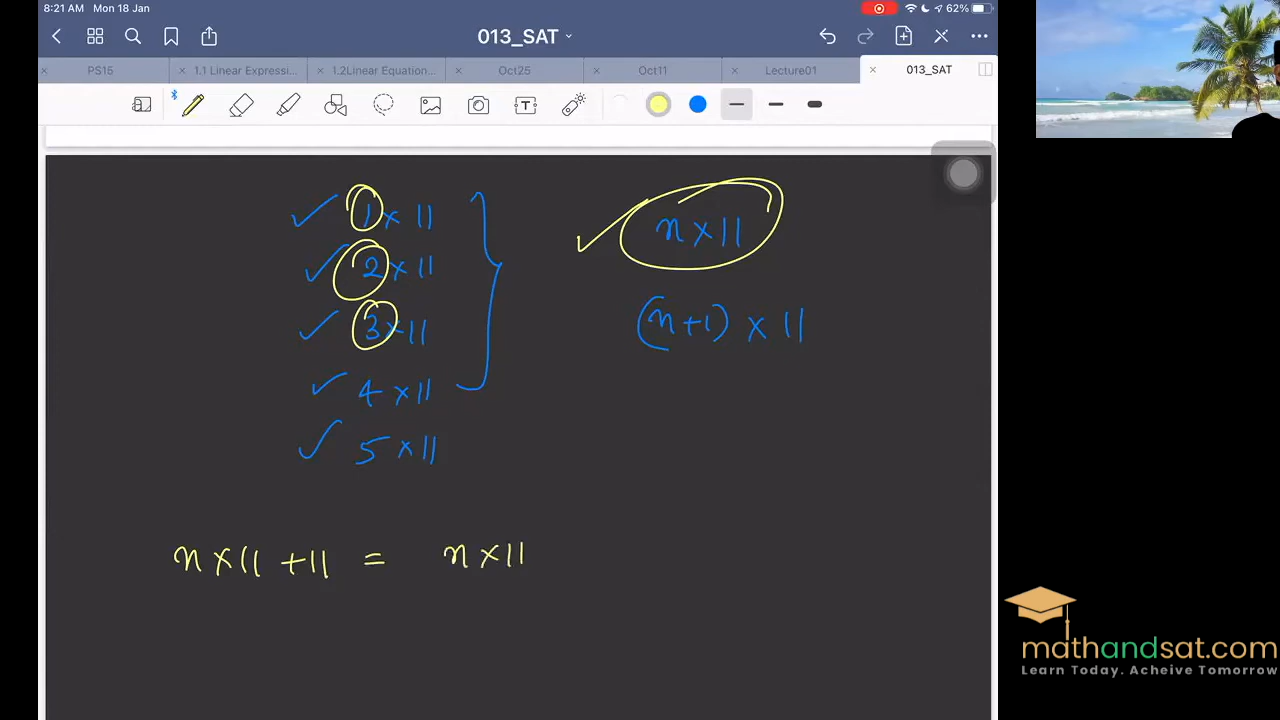 8:21 AM Mon 18 Jan
62%
013_SAT
PS15
1.1 Linear Expressi...
1.2Linear Equation...
Oct25
Oct11
Lecture01
013_SAT
1 x 11
2 x 11
3 x 11
4 x 11
5 x 11
n x 11
(n+1) x 11
n x 11 + 11 = n x 11
mathandsat.com
Learn Today. Acheive Tomorrow